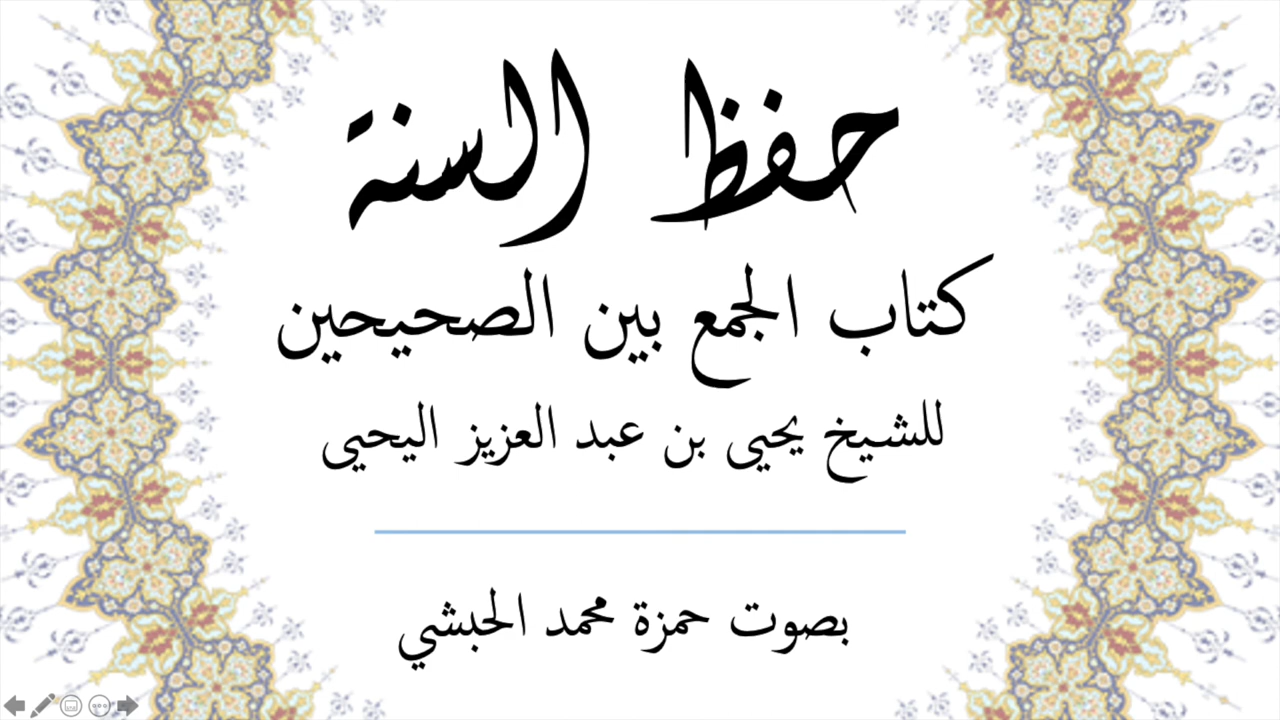 حفظ السنة
كتاب الجمع بين الصحيحين
للشيخ يحيى بن عبد العزيز اليحيى
بصوت حمزة محمد الحبشي